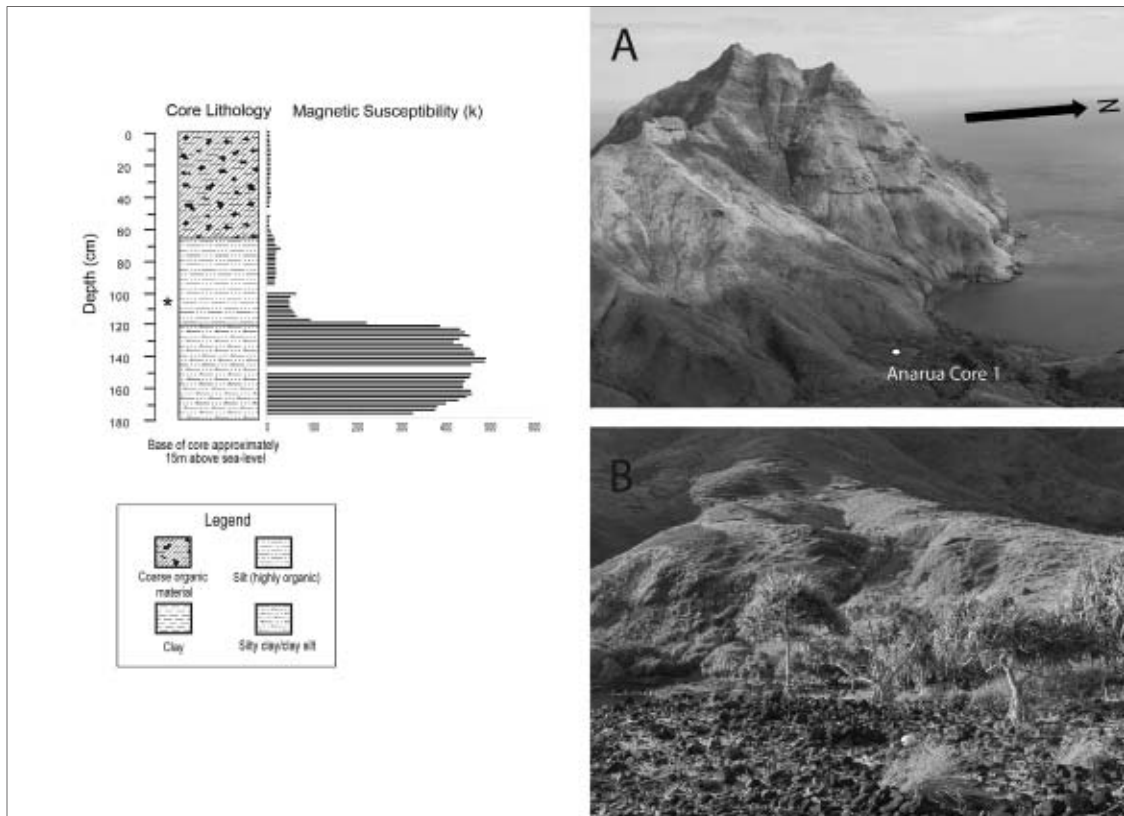 Core Lithology
Magnetic Susceptibility (k)
Depth (cm)
0
20
40
60
80
100
120
140
160
180
*
0 100 200 300 400 500 600
Base of core approximately
15m above sea-level
Legend
Coarse organic
material
Silt (highly organic)
Clay
Silty clay/clay silt
A
N
Anarua Core 1
B